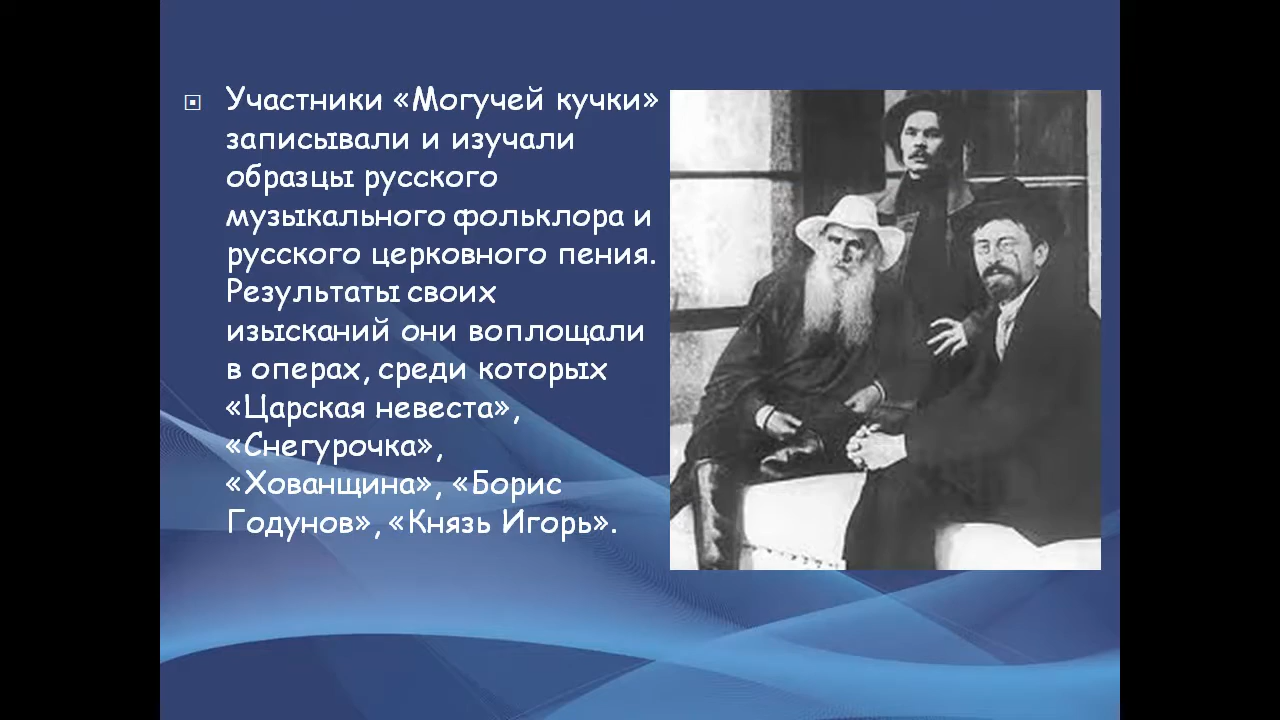 Участники «Могучей кучки»
записывали и изучали
образцы русского
музыкального фольклора и
русского церковного пения.
Результаты своих
изысканий они воплощали
в операх, среди которых
«Царская невеста»,
«Снегурочка»,
«Хованщина», «Борис
Годунов», «Князь Игорь».